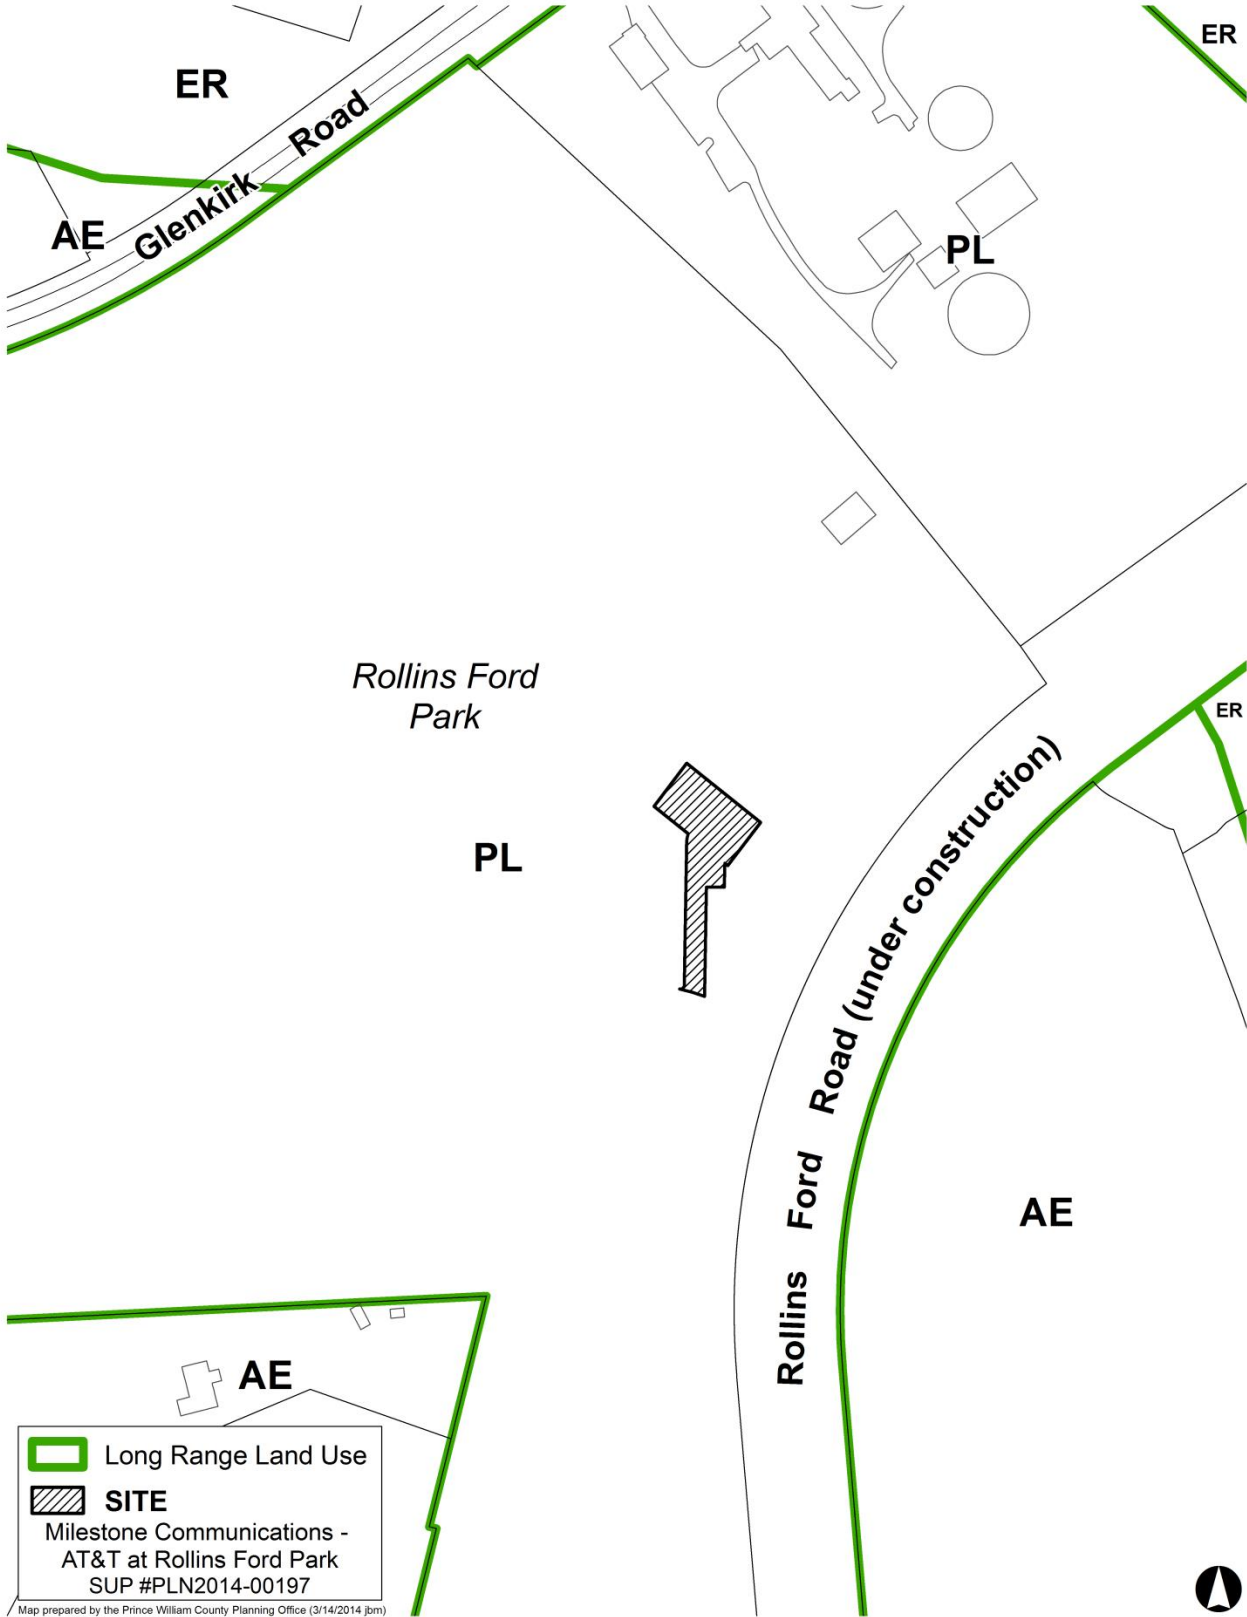 ER
ER
Glenkirk Road
AE
PL
Rollins Ford
Park
ER
PL
Rollins Ford Road (under construction)
AE
AE
Long Range Land Use
SITE
Milestone Communications -
AT&T at Rollins Ford Park
SUP #PLN2014-00197
Map prepared by the Prince William County Planning Office (3/14/2014 jbm)